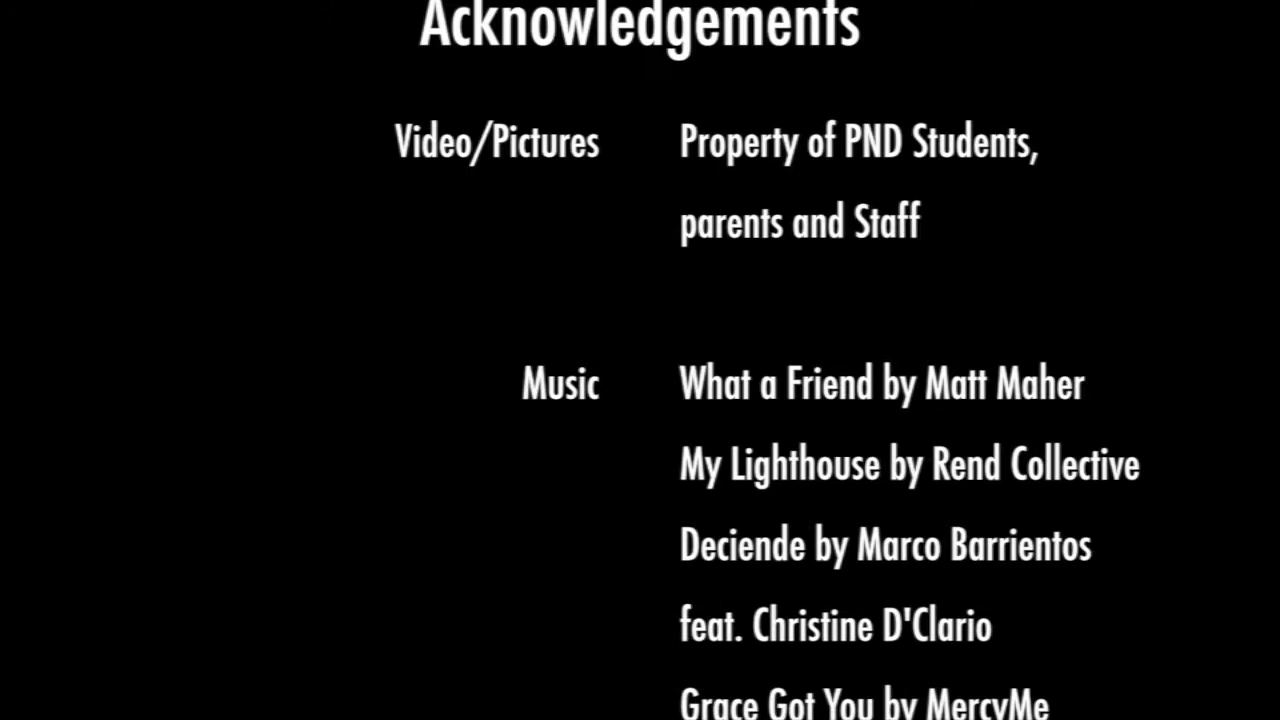 Acknowledgements
Video/Pictures Property of PND Students,
parents and Staff
Music What a Friend by Matt Maher
My Lighthouse by Rend Collective
Deciende by Marco Barrientos
feat. Christine D'Clario
Grace Got You by MercyMe